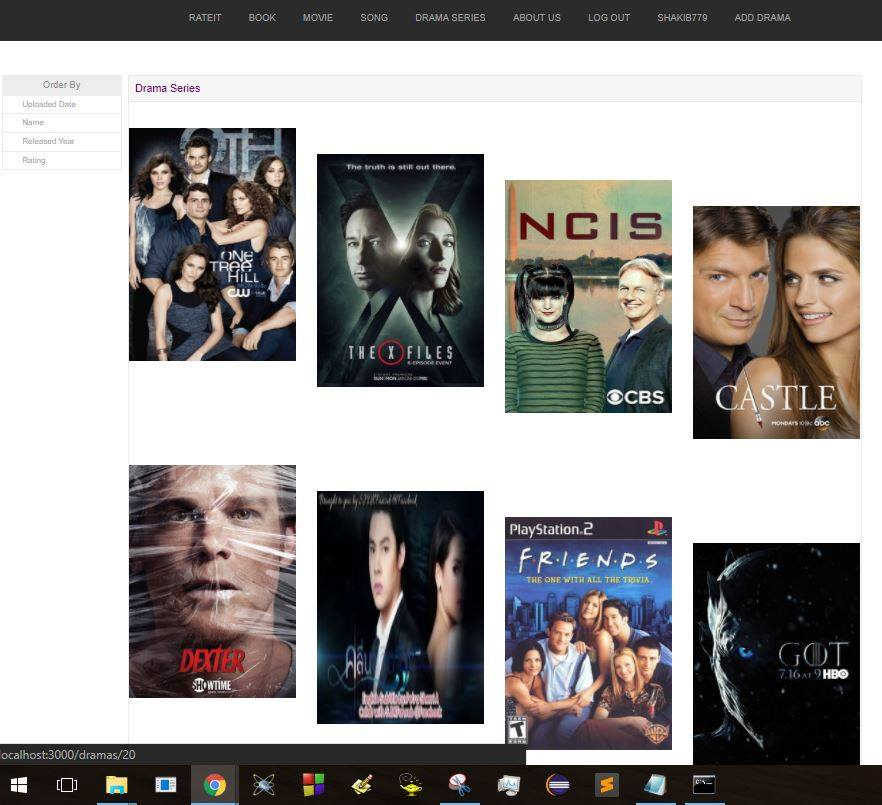 RATEIT BOOK MOVIE SONG DRAMA SERIES ABOUT US LOG OUT SHAKIB779 ADD DRAMA
Order By
Uploaded Date
Name
Released Year
Rating
Drama Series
OTH
ONE
TREE
HILL
CW
The truth is still out there.
X
THE X FILES
6-EPISODE EVENT
NCIS
CBS
CASTLE
MONDAYS 10|9c abc
DEXTER
SHOWTIME
PlayStation.2
F·R·I·E·N·D·S
THE ONE WITH ALL THE TRIVIA.
T
WB
GOT
7.16 AT 9 HBO
localhost:3000/dramas/20